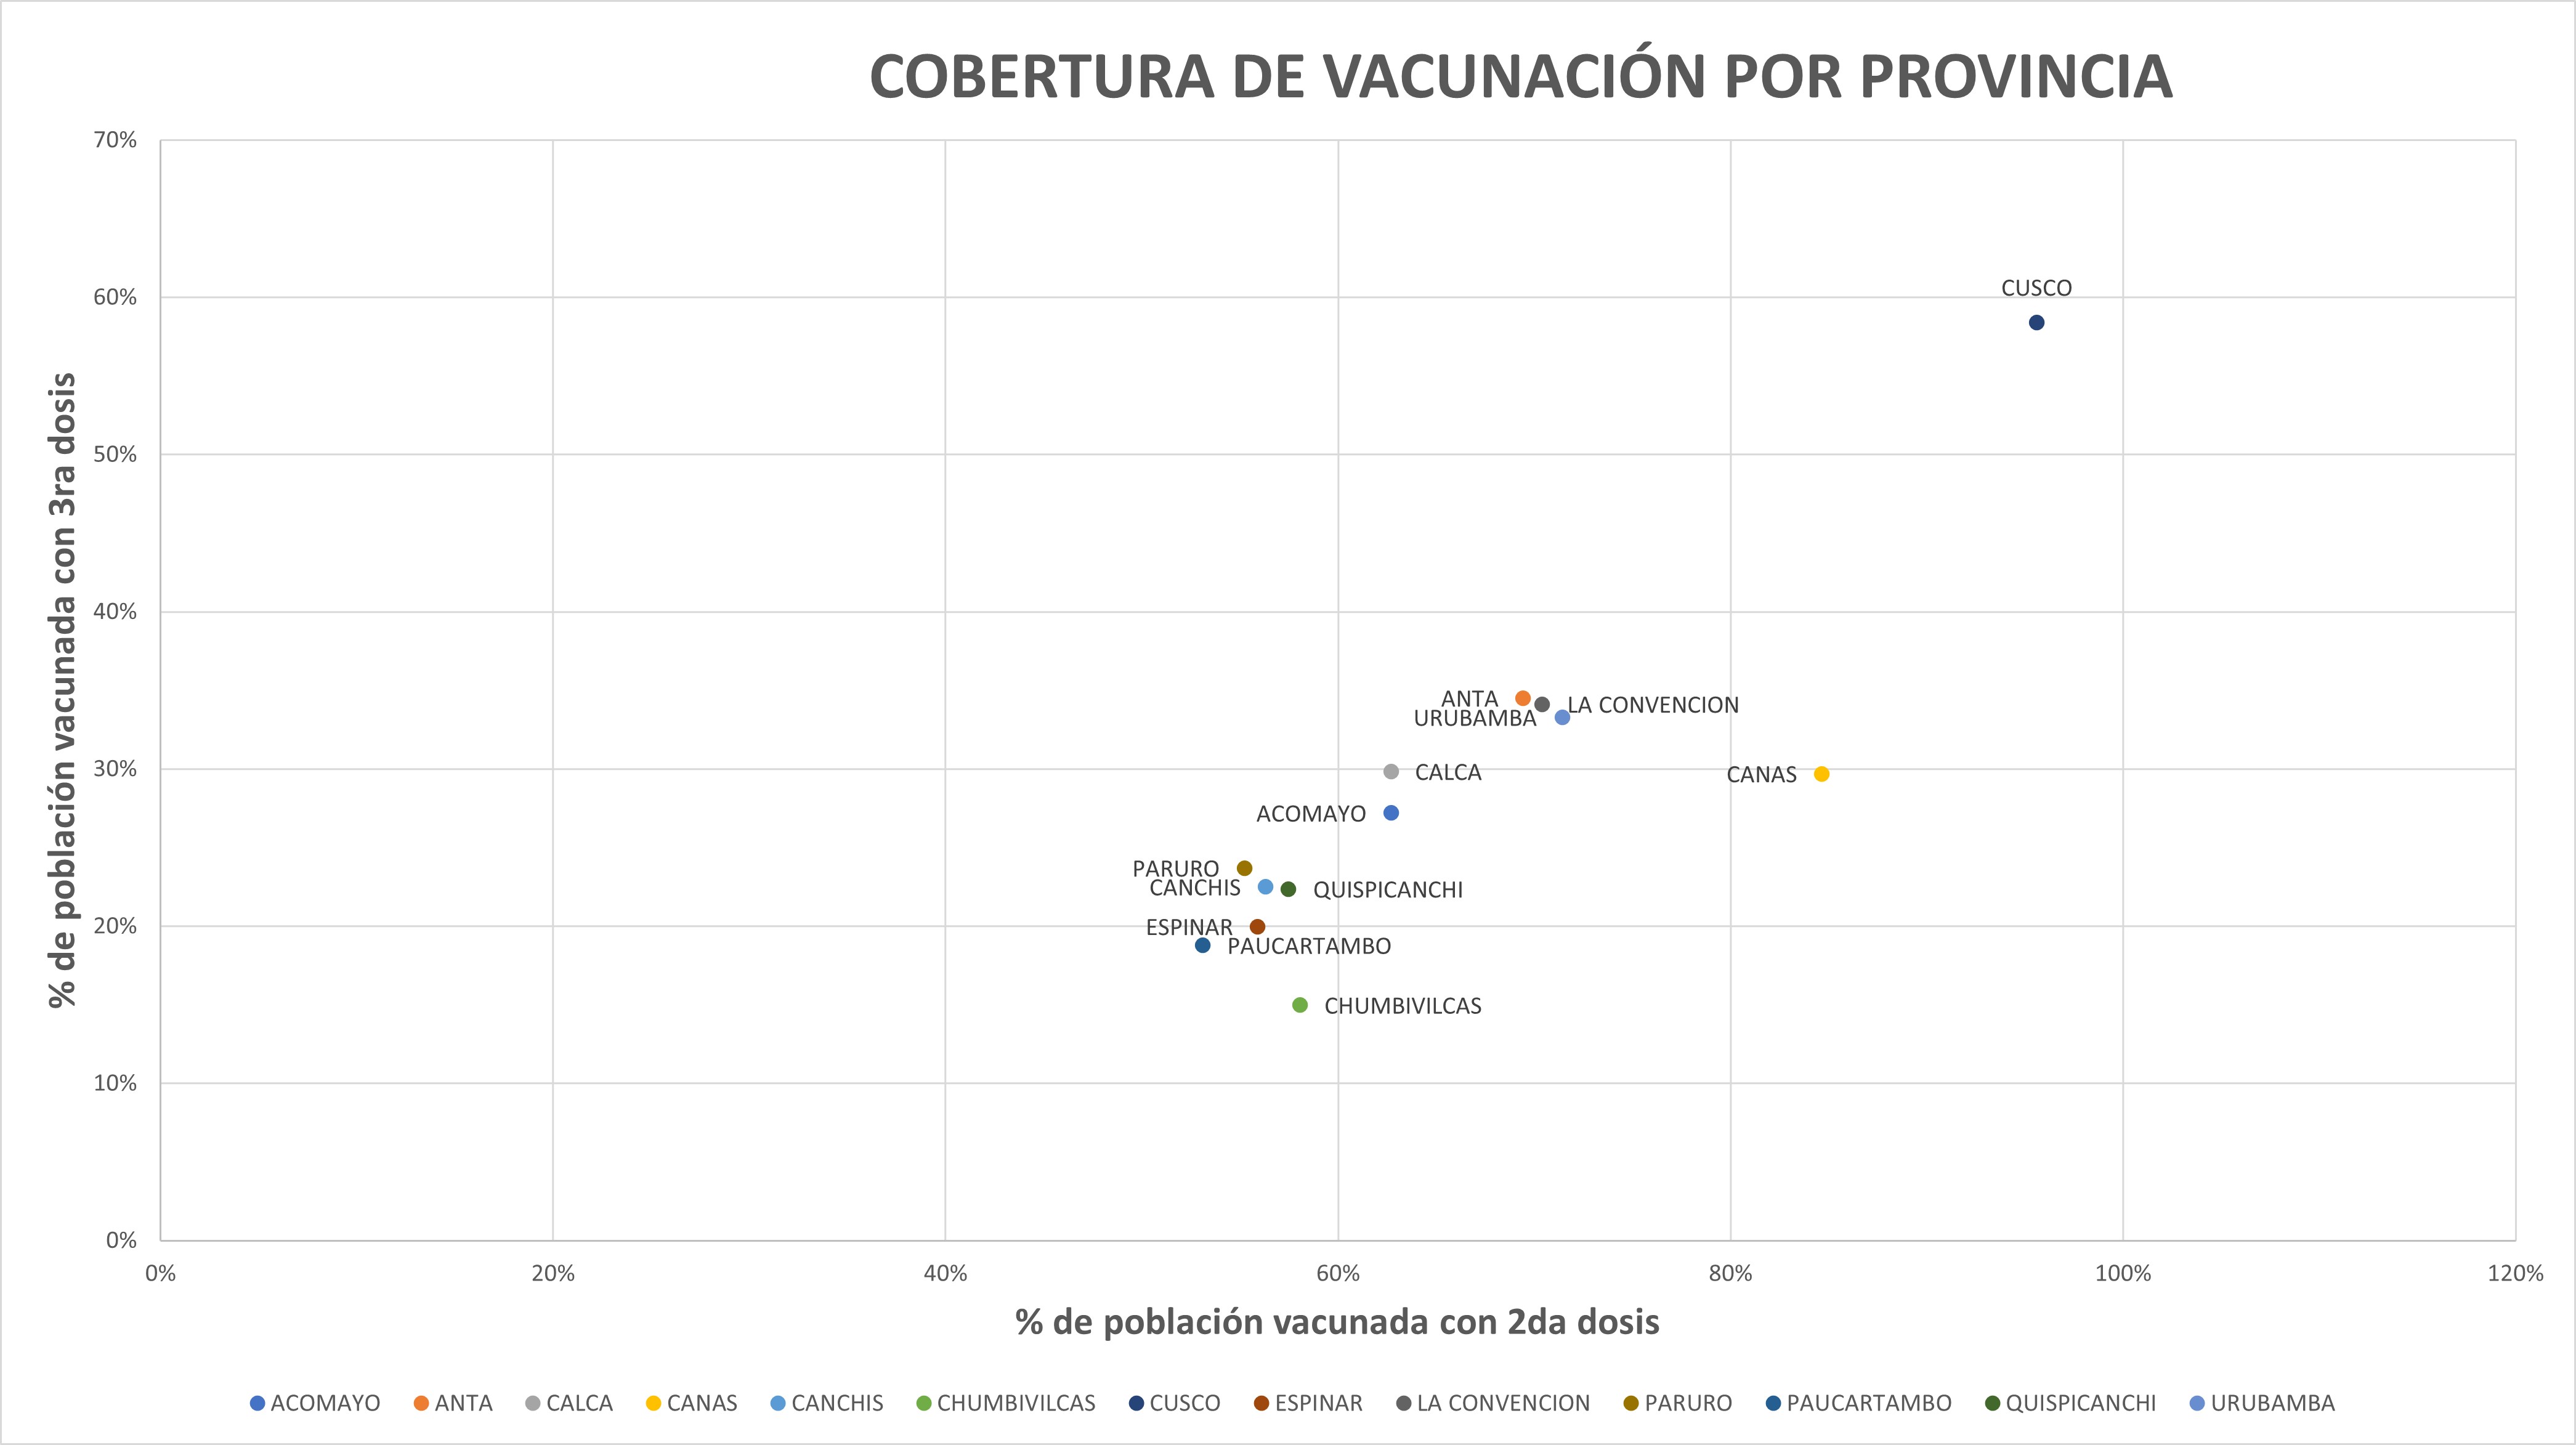 COBERTURA DE VACUNACIÓN POR PROVINCIA
% de población vacunada con 3ra dosis
70%
60%
50%
40%
30%
20%
10%
0%
CUSCO
ANTA
LA CONVENCION
URUBAMBA
CALCA
CANAS
ACOMAYO
PARURO
CANCHIS
QUISPICANCHI
ESPINAR
PAUCARTAMBO
CHUMBIVILCAS
0% 20% 40% 60% 80% 100% 120%
% de población vacunada con 2da dosis
ACOMAYO ANTA CALCA CANAS CANCHIS CHUMBIVILCAS CUSCO ESPINAR LA CONVENCION PARURO PAUCARTAMBO QUISPICANCHI URUBAMBA